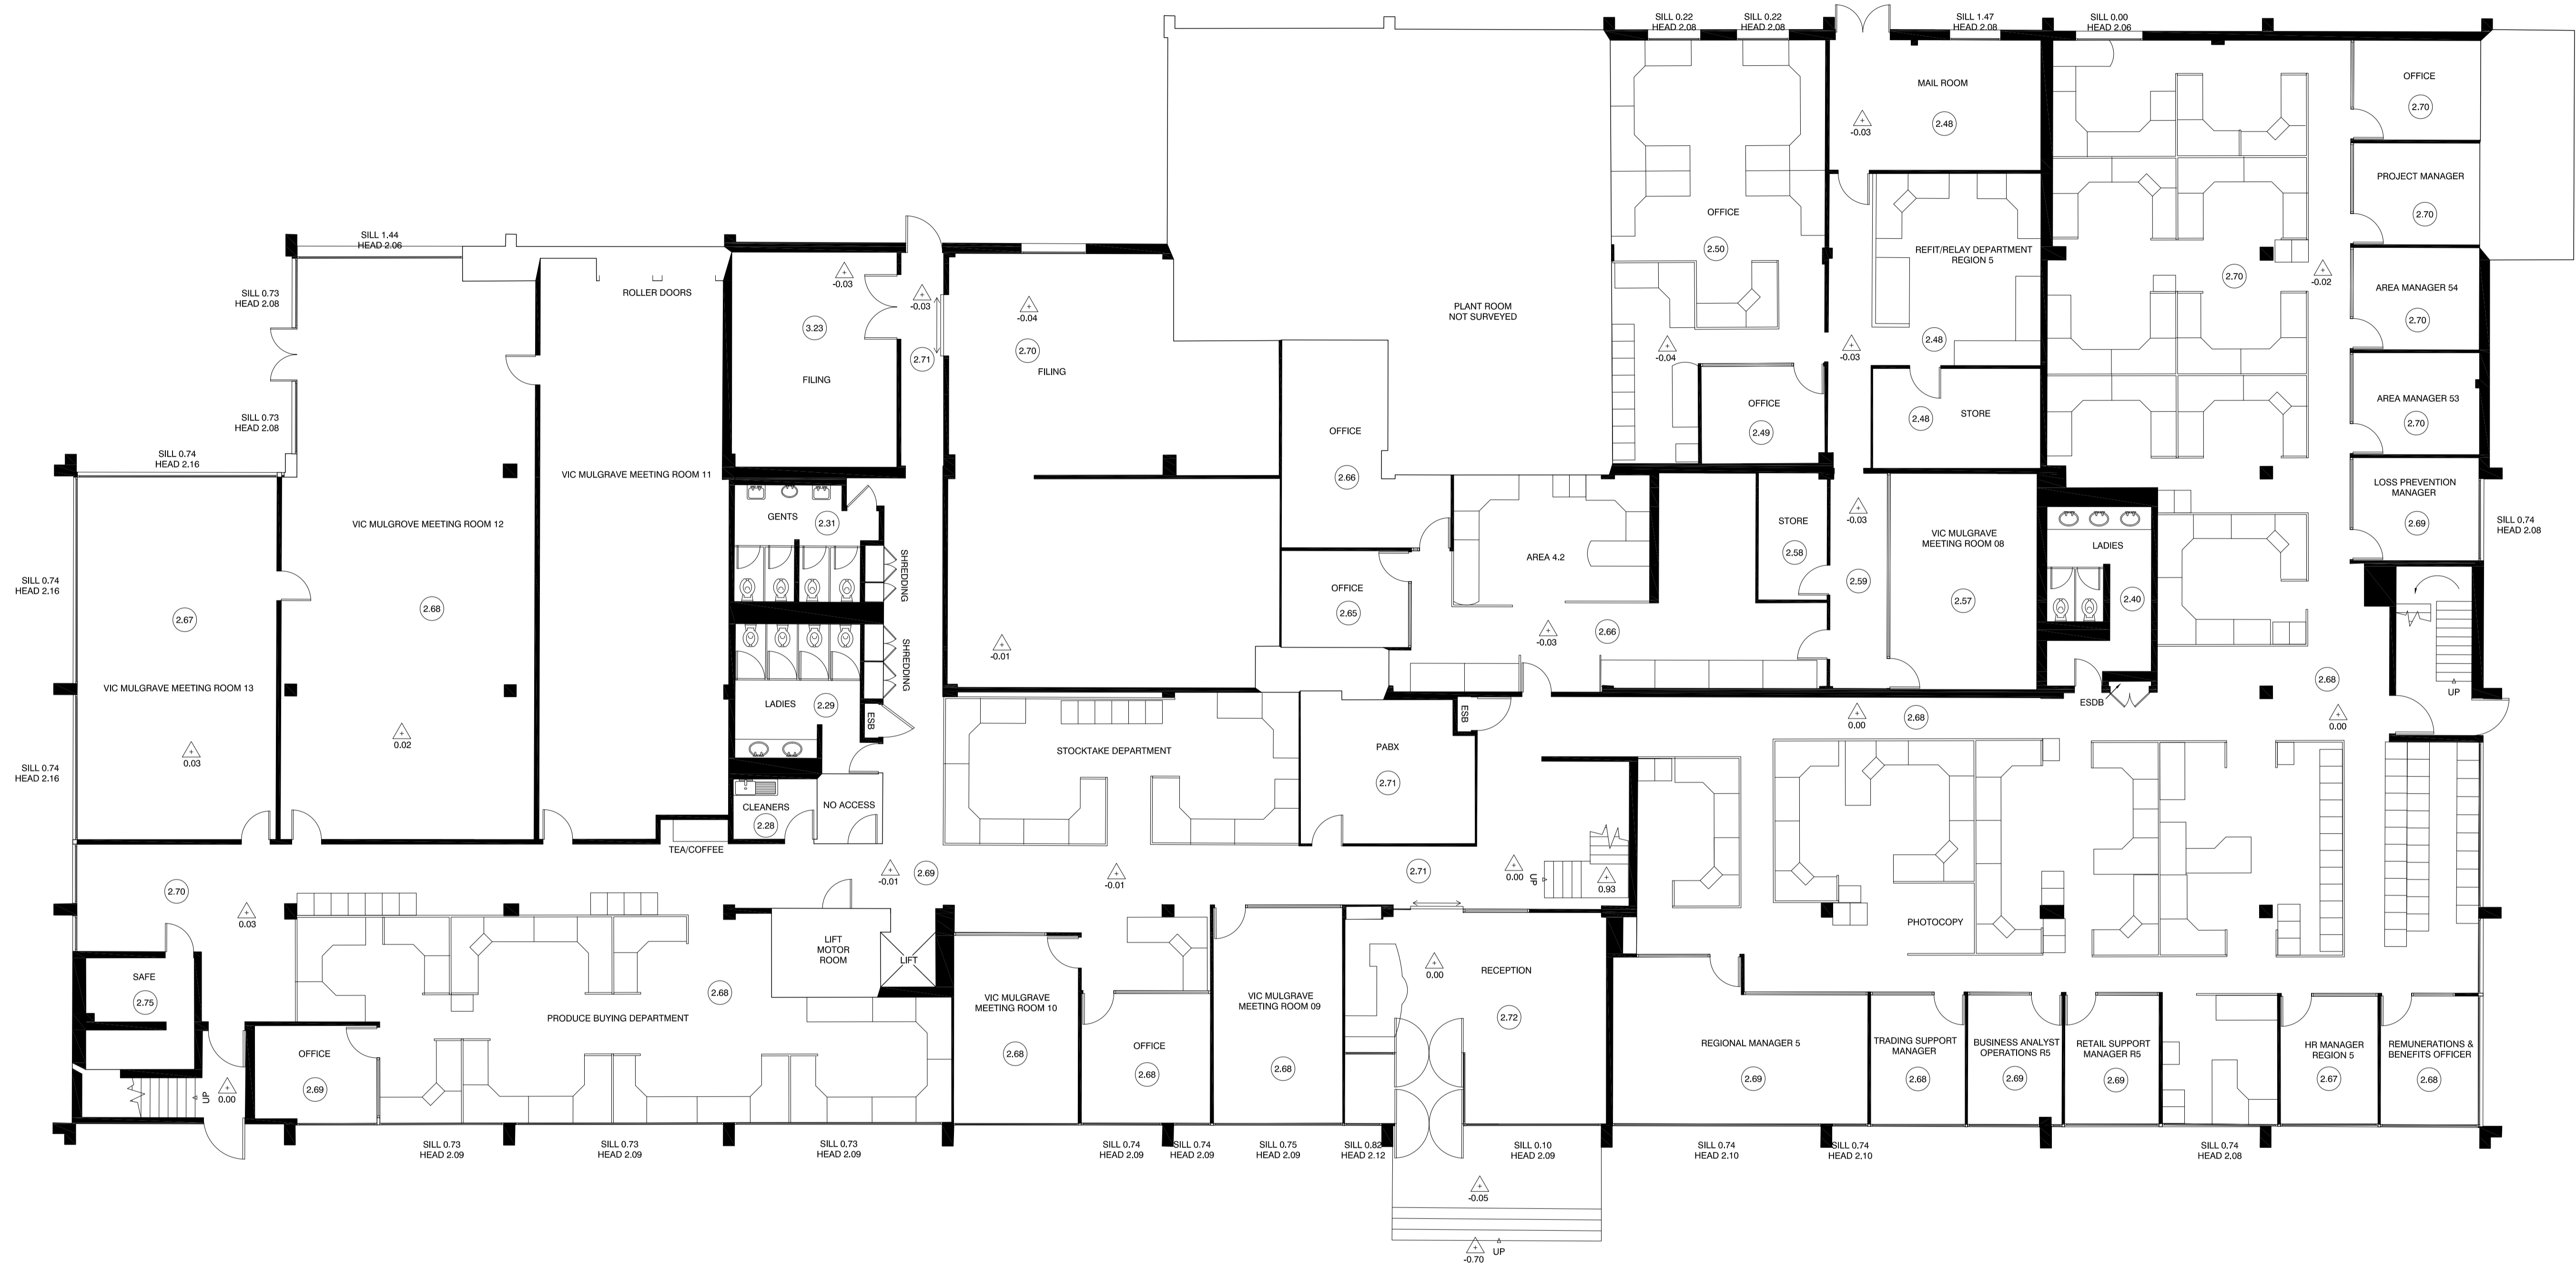 SILL 0.22
HEAD 2.08
SILL 0.22
HEAD 2.08
SILL 1.47
HEAD 2.08
SILL 0.00
HEAD 2.06
MAIL ROOM
2.48
-0.03
OFFICE
2.70
PROJECT MANAGER
2.70
OFFICE
2.50
REFIT/RELAY DEPARTMENT
REGION 5
2.48
2.70
-0.02
AREA MANAGER 54
2.70
SILL 1.44
HEAD 2.06
SILL 0.73
HEAD 2.08
ROLLER DOORS
-0.03
3.23
FILING
-0.03
2.71
-0.04
2.70
FILING
PLANT ROOM
NOT SURVEYED
-0.04
-0.03
OFFICE
2.49
2.48
STORE
AREA MANAGER 53
2.70
SILL 0.73
HEAD 2.08
SILL 0.74
HEAD 2.16
OFFICE
2.66
VIC MULGRAVE MEETING ROOM 11
VIC MULGROVE MEETING ROOM 12
2.68
GENTS
2.31
SHREDDING
AREA 4.2
STORE
2.58
-0.03
2.59
VIC MULGRAVE
MEETING ROOM 08
2.57
LADIES
2.40
LOSS PREVENTION
MANAGER
2.69
SILL 0.74
HEAD 2.08
SILL 0.74
HEAD 2.16
2.67
OFFICE
2.65
-0.03
2.66
-0.01
SHREDDING
VIC MULGRAVE MEETING ROOM 13
LADIES
2.29
ESB
ESB
0.02
0.03
SILL 0.74
HEAD 2.16
STOCKTAKE DEPARTMENT
PABX
2.71
0.00
2.68
ESDB
2.68
0.00
UP
CLEANERS
2.28
NO ACCESS
TEA/COFFEE
2.70
0.03
-0.01
2.69
-0.01
2.71
0.00
UP
0.93
PHOTOCOPY
SAFE
2.75
LIFT
MOTOR
ROOM
LIFT
2.68
PRODUCE BUYING DEPARTMENT
VIC MULGRAVE
MEETING ROOM 10
2.68
OFFICE
2.68
VIC MULGRAVE
MEETING ROOM 09
2.68
0.00
RECEPTION
2.72
REGIONAL MANAGER 5
2.69
TRADING SUPPORT
MANAGER
2.68
BUSINESS ANALYST
OPERATIONS R5
2.69
RETAIL SUPPORT
MANAGER R5
2.69
HR MANAGER
REGION 5
2.67
REMUNERATIONS &
BENEFITS OFFICER
2.68
OFFICE
2.69
UP
0.00
SILL 0.73
HEAD 2.09
SILL 0.73
HEAD 2.09
SILL 0.73
HEAD 2.09
SILL 0.74
HEAD 2.09
SILL 0.74
HEAD 2.09
SILL 0.75
HEAD 2.09
SILL 0.82
HEAD 2.12
SILL 0.10
HEAD 2.09
SILL 0.74
HEAD 2.10
SILL 0.74
HEAD 2.10
SILL 0.74
HEAD 2.08
-0.05
-0.70
UP